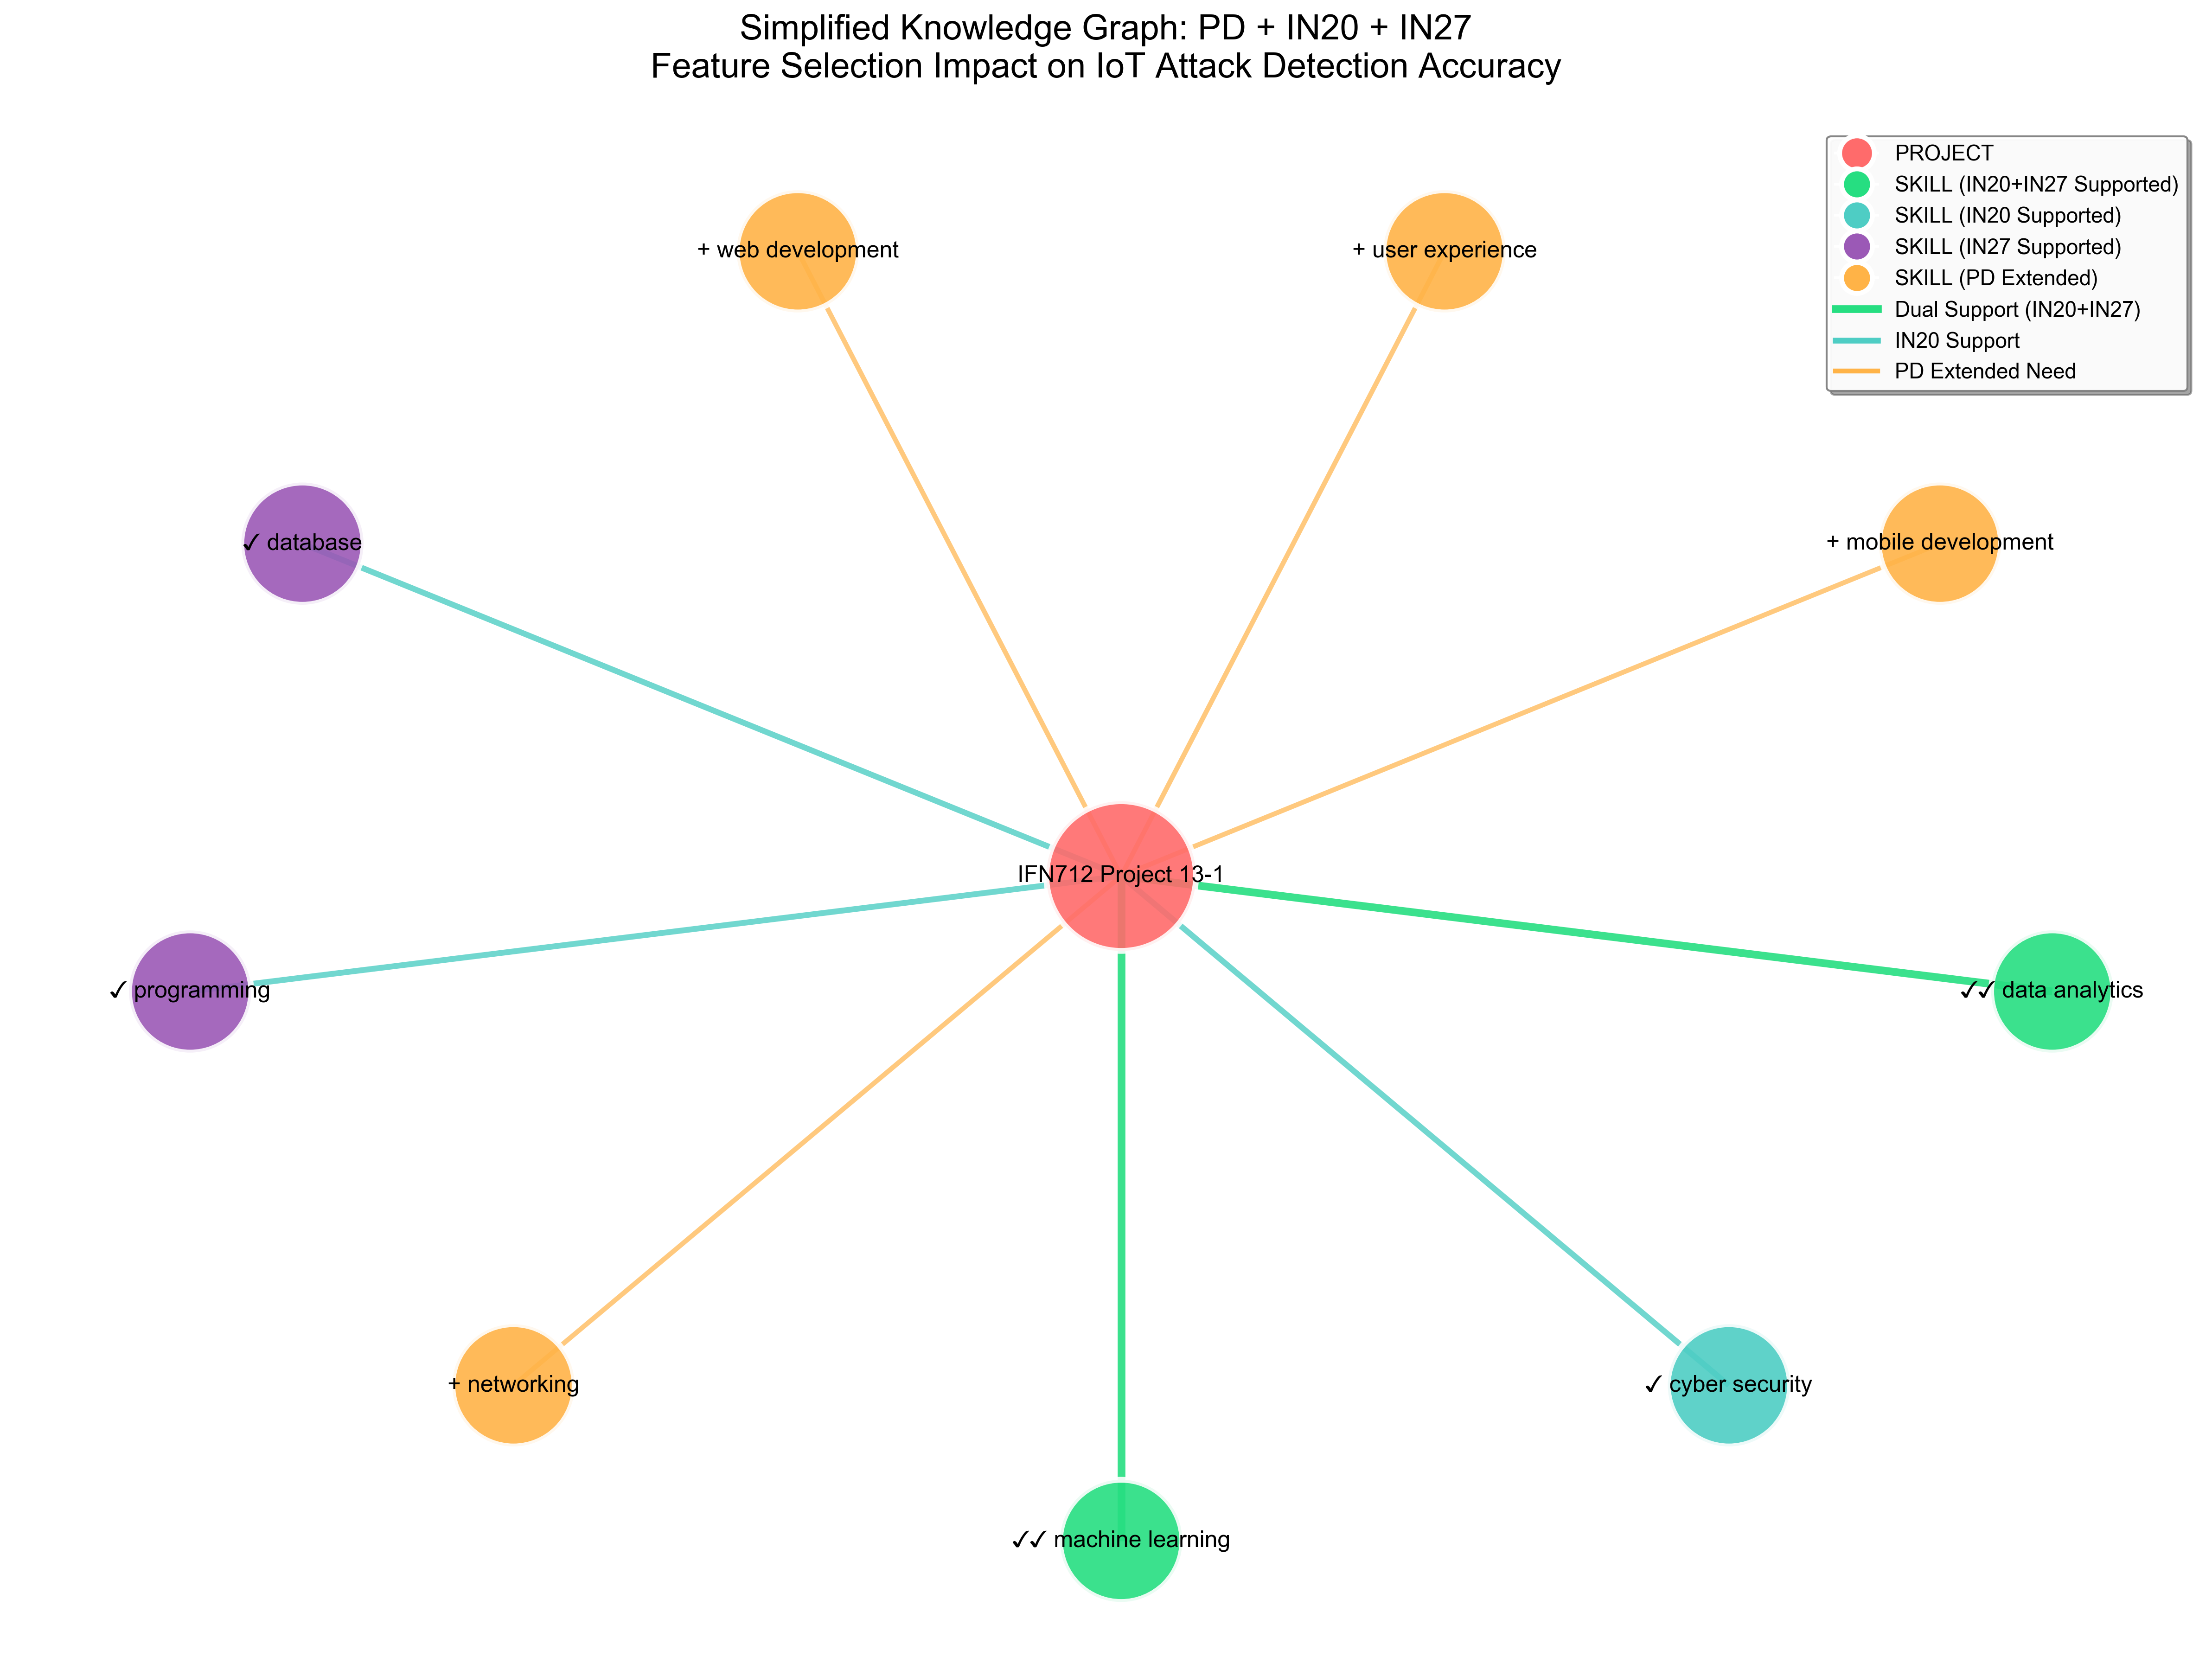 Simplified Knowledge Graph: PD + IN20 + IN27
Feature Selection Impact on IoT Attack Detection Accuracy
PROJECT
SKILL (IN20+IN27 Supported)
SKILL (IN20 Supported)
SKILL (IN27 Supported)
SKILL (PD Extended)
Dual Support (IN20+IN27)
IN20 Support
PD Extended Need
+ web development
+ user experience
✓ database
+ mobile development
IFN712 Project 13-1
✓ programming
✓✓ data analytics
+ networking
✓ cyber security
✓✓ machine learning